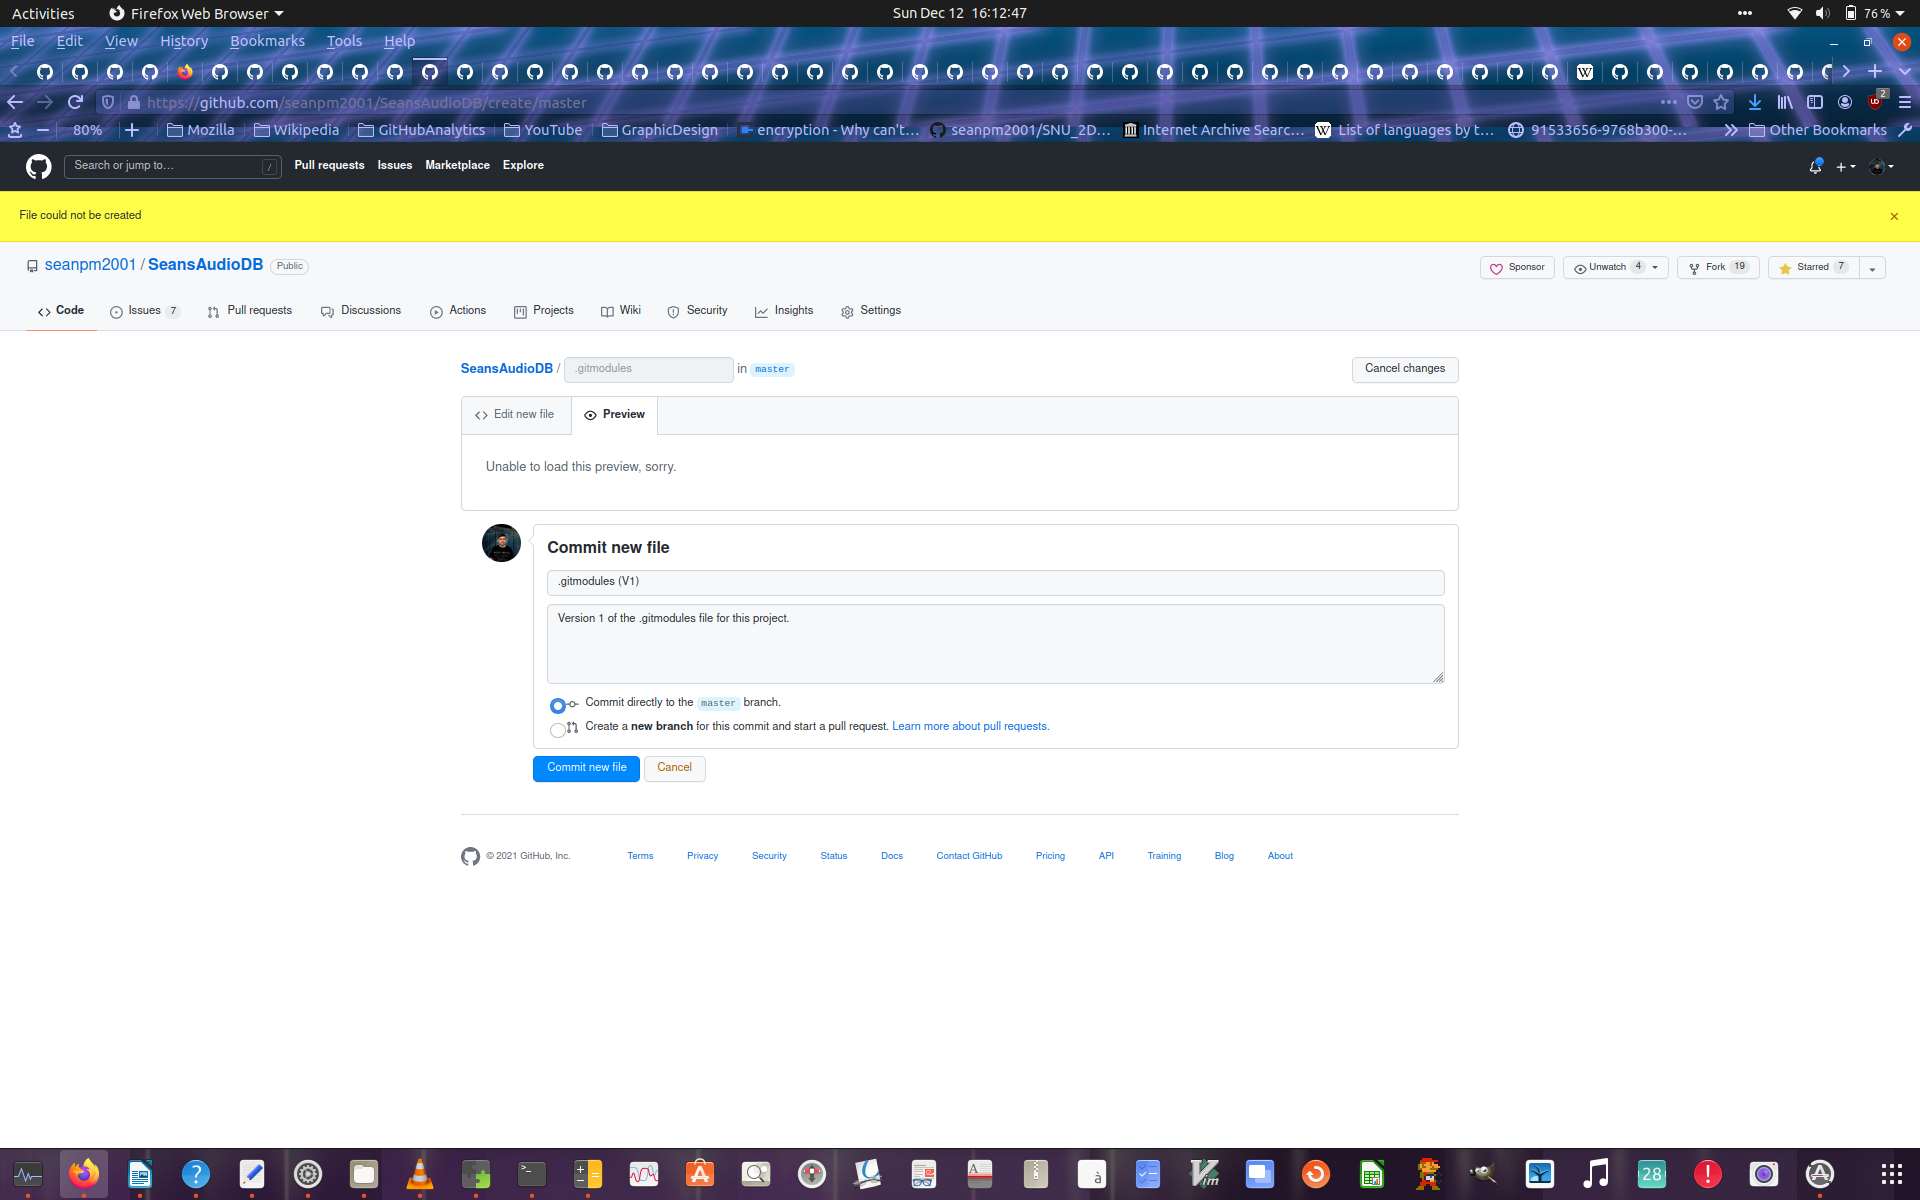 Activities
Firefox Web Browser
Sun Dec 12 16:12:47
76 %
File Edit View History Bookmarks Tools Help
https://github.com/seanpm2001/SeansAudioDB/create/master
2
80%
Mozilla
Wikipedia
GitHubAnalytics
YouTube
GraphicDesign
encryption - Why can't…
seanpm2001/SNU_2D…
Internet Archive Searc…
List of languages by t…
91533656-9768b300-…
Other Bookmarks
Search or jump to…
/
Pull requests Issues Marketplace Explore
File could not be created
seanpm2001 / SeansAudioDB Public
Sponsor
Unwatch 4
Fork 19
Starred 7
Code
Issues 7
Pull requests
Discussions
Actions
Projects
Wiki
Security
Insights
Settings
SeansAudioDB / .gitmodules in master
Cancel changes
Edit new file
Preview
Unable to load this preview, sorry.
Commit new file
.gitmodules (V1)
Version 1 of the .gitmodules file for this project.
Commit directly to the master branch.
Create a new branch for this commit and start a pull request. Learn more about pull requests.
Commit new file
Cancel
© 2021 GitHub, Inc.
Terms
Privacy
Security
Status
Docs
Contact GitHub
Pricing
API
Training
Blog
About
28